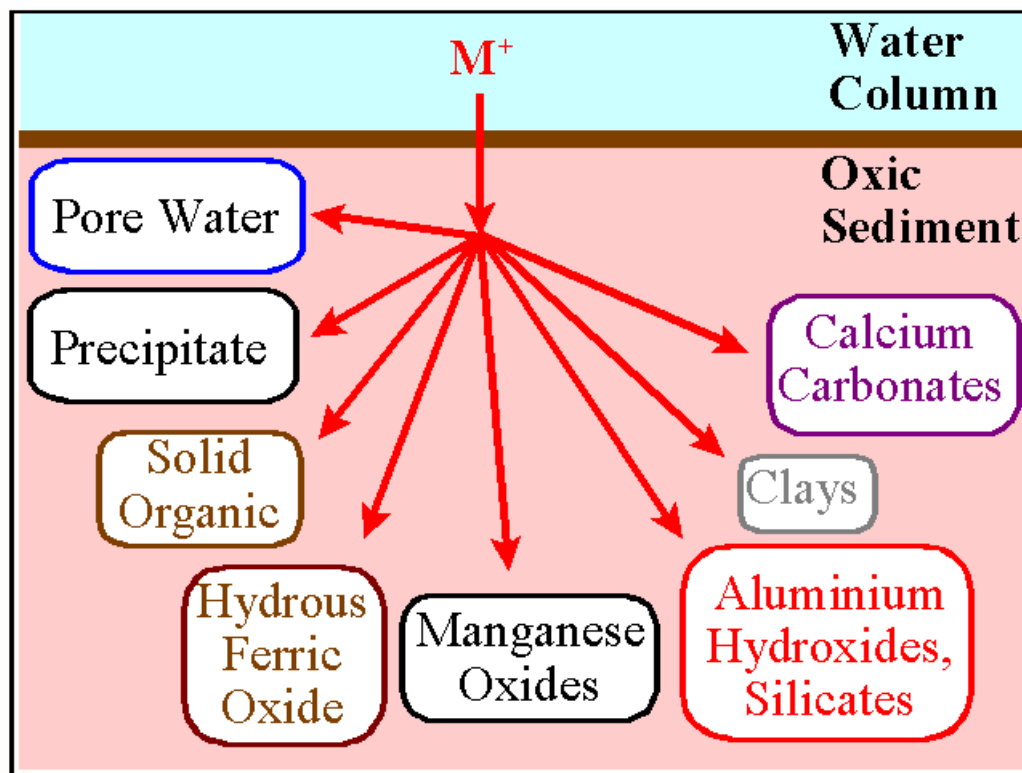 M⁺
Water
Column
Oxic
Sediment
Pore Water
Precipitate
Calcium
Carbonates
Solid
Organic
Clays
Hydrous
Ferric
Oxide
Manganese
Oxides
Aluminium
Hydroxides,
Silicates